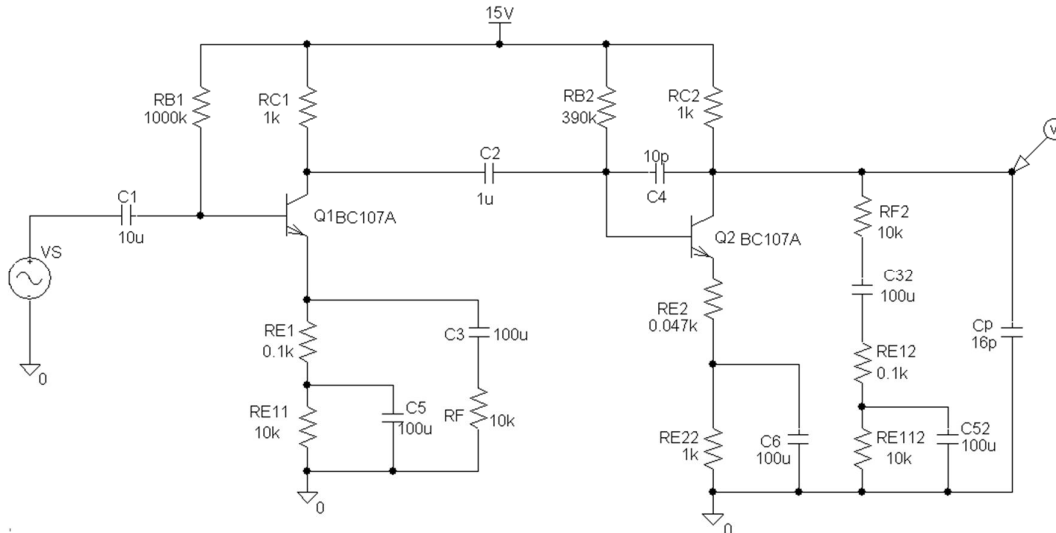 15V
RB1
1000k
RC1
1k
RB2
390k
RC2
1k
V
C1
10u
C2
1u
10p
C4
Q1BC107A
Q2 BC107A
VS
+
-
0
RE1
0.1k
C3
100u
RE11
10k
C5
100u
RF
10k
0
RE2
0.047k
RE22
1k
C6
100u
0
RF2
10k
C32
100u
RE12
0.1k
RE112
10k
C52
100u
Cp
16p